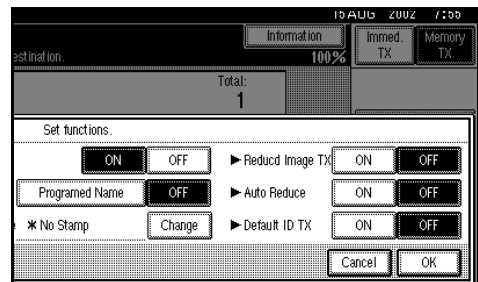 15 AUG 2002 7:55
Information Immed. TX Memory TX
estination. 100%
Total:
1
Set functions.
ON OFF ►Reducd Image TX ON OFF
Programed Name OFF ►Auto Reduce ON OFF
✶No Stamp Change ►Default ID TX ON OFF
Cancel OK